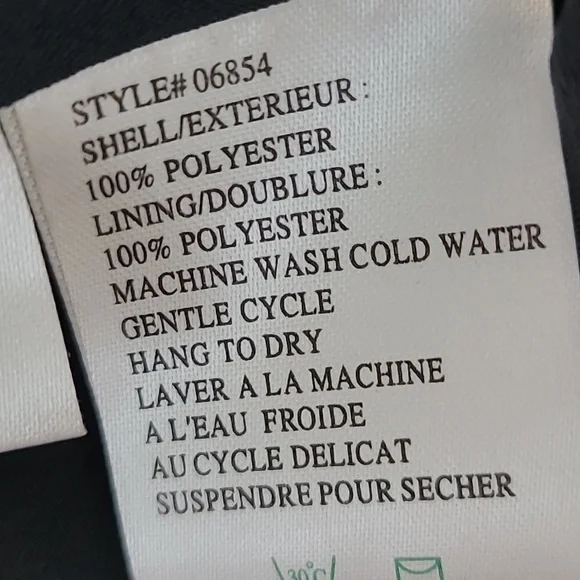 STYLE# 06854
SHELL/EXTERIEUR :
100% POLYESTER
LINING/DOUBLURE :
100% POLYESTER
MACHINE WASH COLD WATER
GENTLE CYCLE
HANG TO DRY
LAVER A LA MACHINE
A L'EAU FROIDE
AU CYCLE DELICAT
SUSPENDRE POUR SECHER
30°C